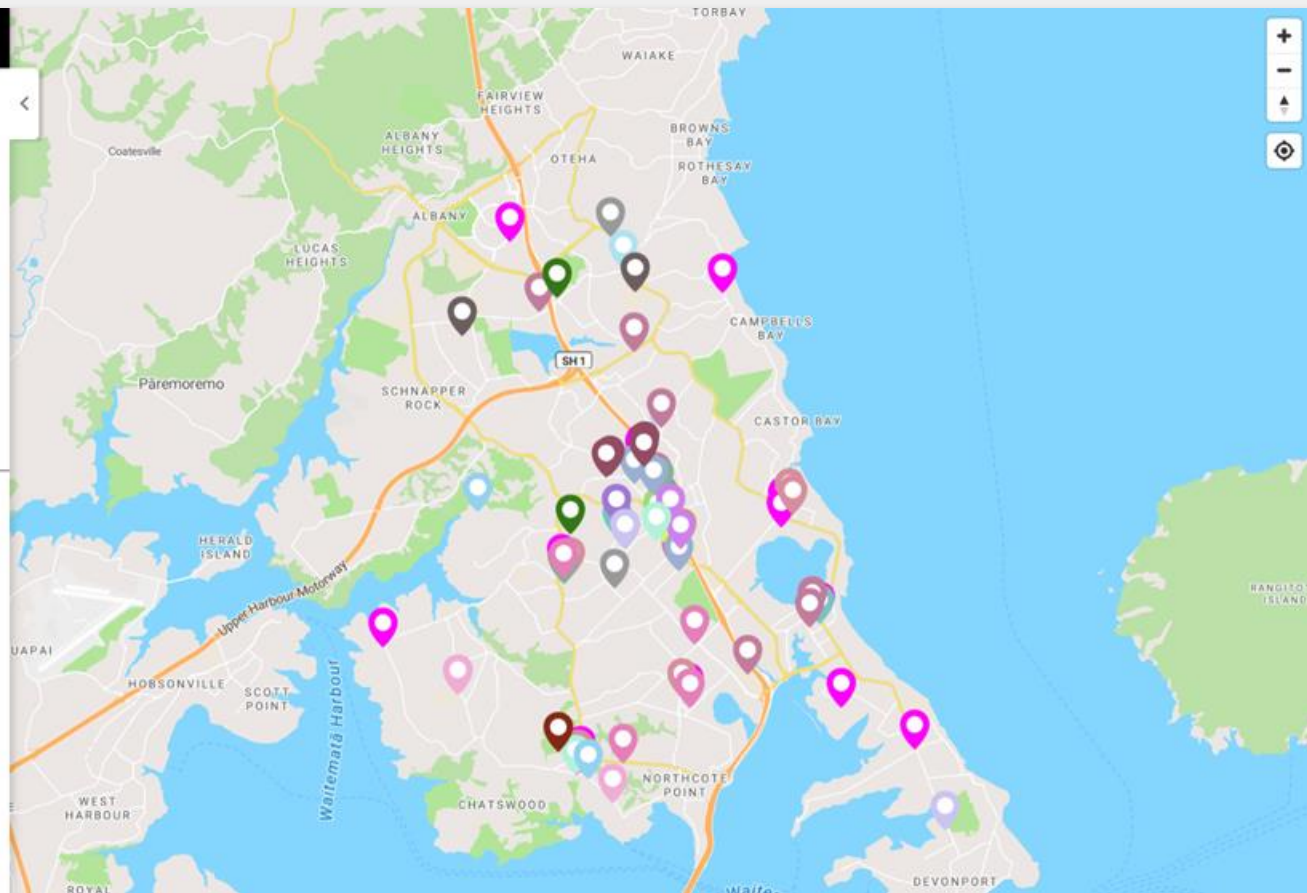 TORBAY
WAIAKE
FAIRVIEW
HEIGHTS
BROWNS
BAY
ALBANY
HEIGHTS
Coatesville
OTEHA
ROTHESAY
BAY
ALBANY
LUCAS
HEIGHTS
CAMPBELLS
BAY
SH 1
Pāremoremo
SCHNAPPER
ROCK
CASTOR BAY
HERALD
ISLAND
Upper Harbour Motorway
RANGITO
ISLAND
UAPAI
HOBSONVILLE
SCOTT
POINT
Waitematā Harbour
NORTHCOTE
POINT
WEST
HARBOUR
CHATSWOOD
DEVONPORT
ROYAL
Waite-